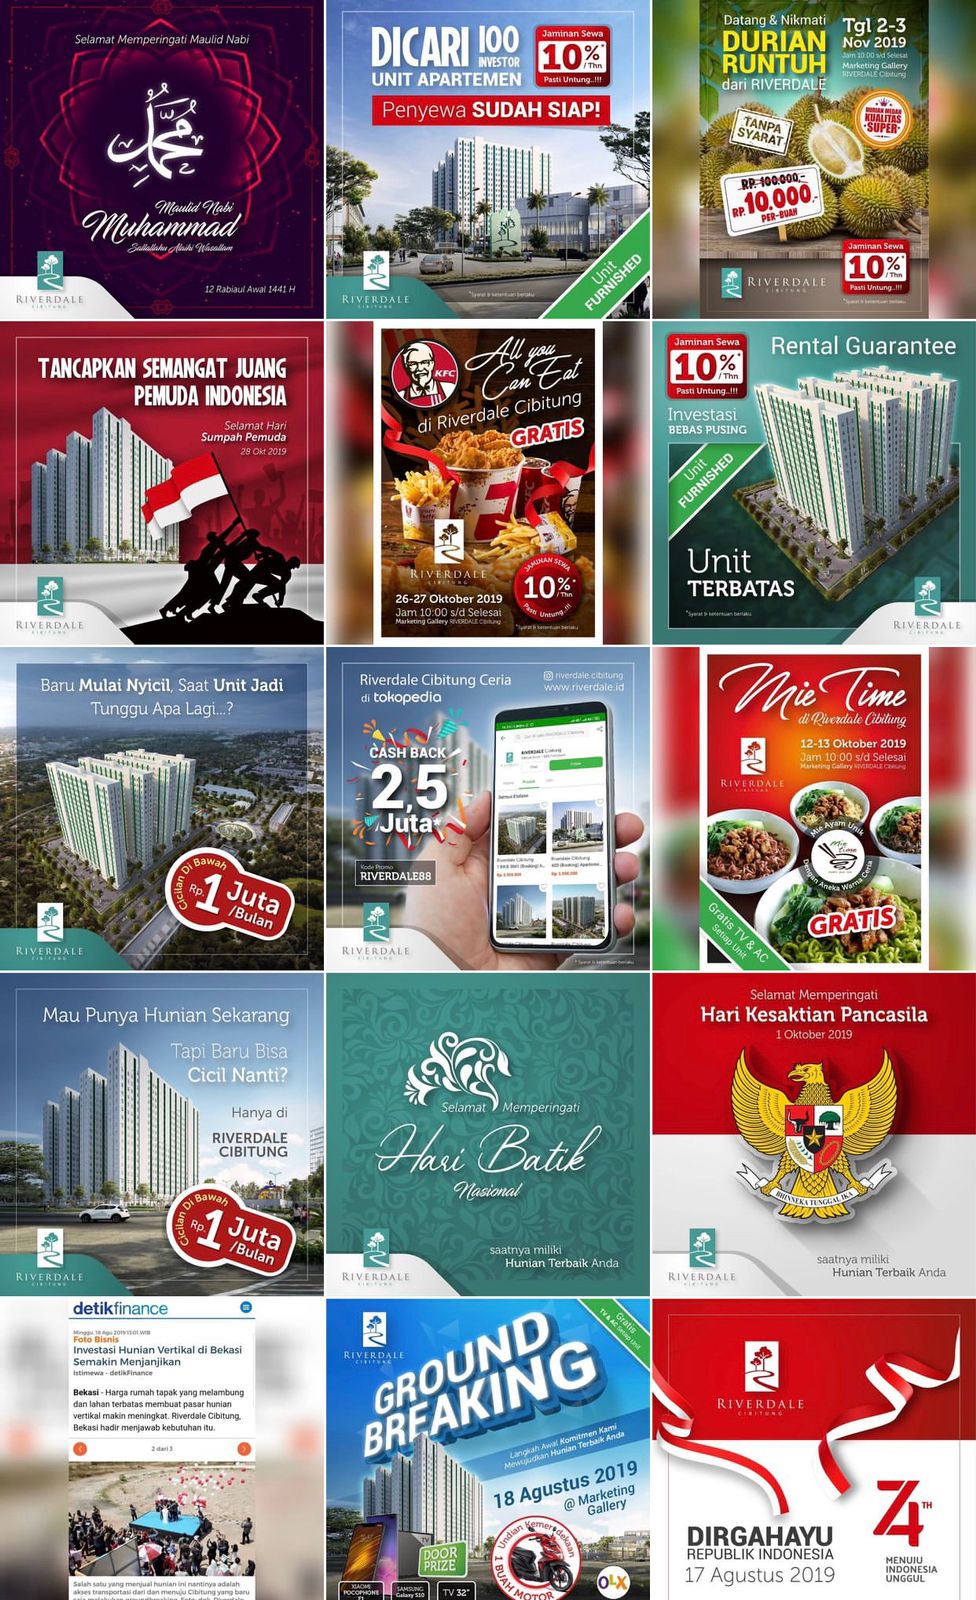 Selamat Memperingati Maulid Nabi
محمد
Maulid Nabi
Muhammad
Sallallahu Alaihi Wasallam
12 Rabiaul Awal 1441 H
RIVERDALE
CIBITUNG
DICARI 100
INVESTOR
UNIT APARTEMEN
Jaminan Sewa
10%*
/Thn
Pasti Untung..!!!
Penyewa SUDAH SIAP!
Unit
FURNISHED
RIVERDALE
CIBITUNG
*Syarat & ketentuan berlaku
Datang & Nikmati
DURIAN
RUNTUH
dari RIVERDALE
Tgl 2-3
Nov 2019
Jam 10:00 s/d Selesai
Marketing Gallery
RIVERDALE Cibitung
TANPA
SYARAT
DURIAN MEDAN
KUALITAS
SUPER
RP. 100.000,-
RP. 10.000,
PER-BUAH
Jaminan Sewa
10%*
/Thn
Pasti Untung..!!!
RIVERDALE
CIBITUNG
*Syarat & ketentuan berlaku
TANCAPKAN SEMANGAT JUANG
PEMUDA INDONESIA
Selamat Hari
Sumpah Pemuda
28 Okt 2019
RIVERDALE
CIBITUNG
KFC
All you
Can Eat
di Riverdale Cibitung
GRATIS
RIVERDALE
CIBITUNG
26-27 Oktober 2019
Jam 10:00 s/d Selesai
Marketing Gallery RIVERDALE Cibitung
JAMINAN SEWA
10%*
/Thn
Pasti Untung..!!!
*Syarat & ketentuan berlaku
Jaminan Sewa
10%*
/Thn
Pasti Untung..!!!
Rental Guarantee
Investasi
BEBAS PUSING
Unit
FURNISHED
Unit
TERBATAS
*Syarat & ketentuan berlaku
RIVERDALE
CIBITUNG
Baru Mulai Nyicil, Saat Unit Jadi
Tunggu Apa Lagi...?
Cicilan Di Bawah
Rp. 1 Juta
/Bulan
RIVERDALE
CIBITUNG
Riverdale Cibitung Ceria
di tokopedia
riverdale.cibitung
www.riverdale.id
CASH BACK
2,5
Juta*
Kode Promo
RIVERDALE88
RIVERDALE Cibitung
Semua Etalase
RIVERDALE
CIBITUNG
*Syarat & ketentuan berlaku
Mie Time
di Riverdale Cibitung
12-13 Oktober 2019
Jam 10:00 s/d Selesai
Marketing Gallery RIVERDALE Cibitung
RIVERDALE
CIBITUNG
Mie Ayam Unik
Mie time
Dengan Aneka Warna Ceria
GRATIS
Gratis TV & AC
Setiap Unit
Mau Punya Hunian Sekarang
Tapi Baru Bisa
Cicil Nanti?
Hanya di
RIVERDALE
CIBITUNG
Cicilan Di Bawah
Rp. 1 Juta
/Bulan
RIVERDALE
CIBITUNG
Selamat Memperingati
Hari Batik
Nasional
saatnya miliki
Hunian Terbaik Anda
RIVERDALE
CIBITUNG
Selamat Memperingati
Hari Kesaktian Pancasila
1 Oktober 2019
BHINNEKA TUNGGAL IKA
saatnya miliki
Hunian Terbaik Anda
RIVERDALE
CIBITUNG
detikfinance
Minggu, 18 Agu 2019 15:01 WIB
Foto Bisnis
Investasi Hunian Vertikal di Bekasi
Semakin Menjanjikan
Istimewa - detikFinance
Bekasi - Harga rumah tapak yang melambung
dan lahan terbatas membuat pasar hunian
vertikal makin meningkat. Riverdale Cibitung,
Bekasi hadir menjawab kebutuhan itu.
2 dari 3
Salah satu yang menjual hunian ini nantinya adalah
akses transportasi dari dan menuju Cibitung yang baru
RIVERDALE
CIBITUNG
Gratis
TV & AC Setiap Unit
GROUND
BREAKING
Langkah Awal Komitmen Kami
Mewujudkan Hunian Terbaik Anda
18 Agustus 2019
@ Marketing
Gallery
DOOR
PRIZE
Undian Kemerdekaan
1 BUAH MOTOR
XIAOMI
POCOPHONE
F1
SAMSUNG
Galaxy S10
TV 32"
OLX
RIVERDALE
CIBITUNG
DIRGAHAYU
REPUBLIK INDONESIA
17 Agustus 2019
74TH
MENUJU
INDONESIA
UNGGUL